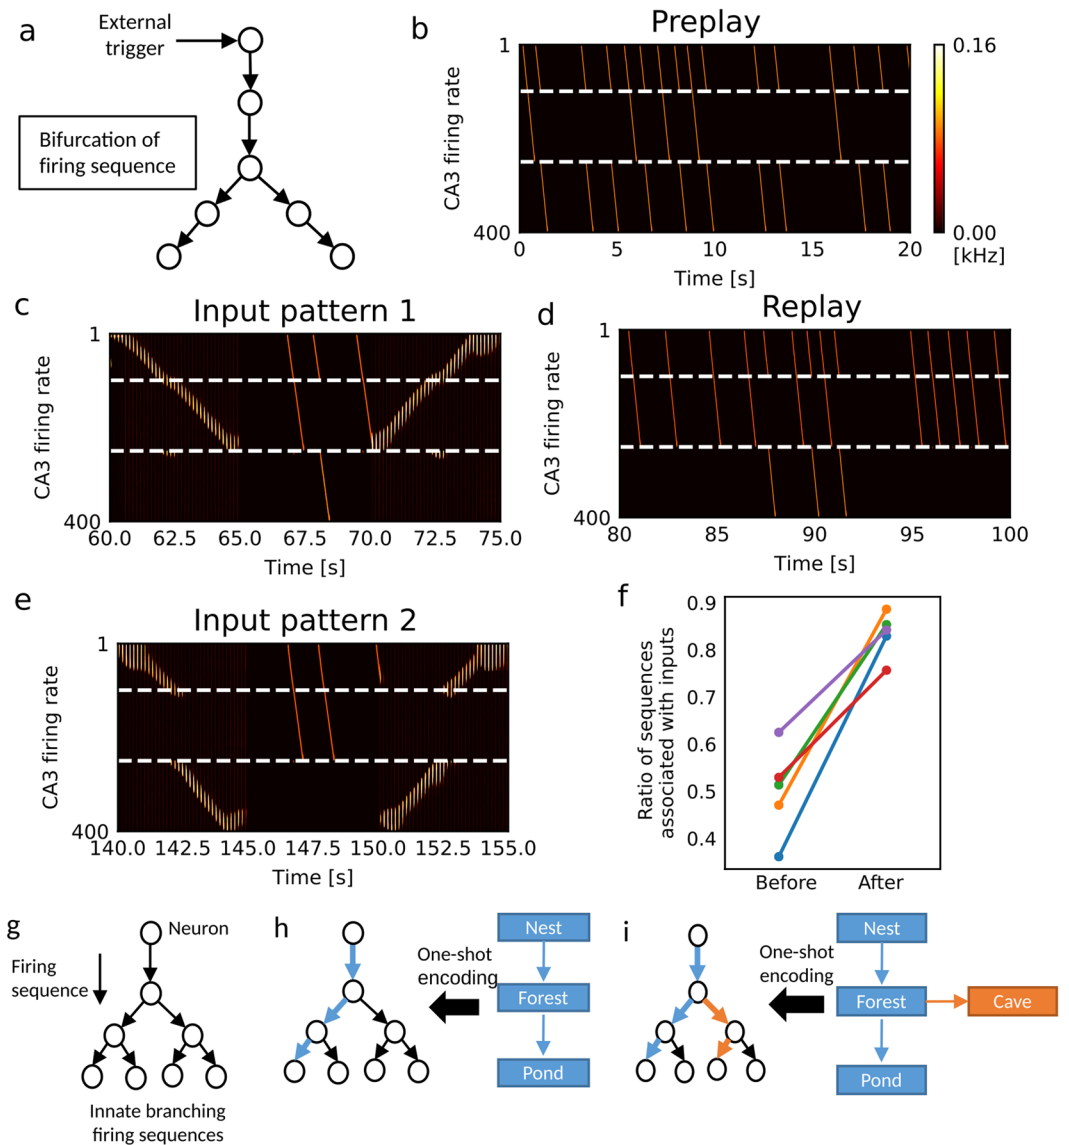 a
External
trigger
Bifurcation of
firing sequence
b
Preplay
CA3 firing rate
1
400
0 5 10 15 20
Time [s]
0.16
0.00
[kHz]
c
Input pattern 1
CA3 firing rate
1
400
60.0 62.5 65.0 67.5 70.0 72.5 75.0
Time [s]
d
Replay
CA3 firing rate
1
400
80 85 90 95 100
Time [s]
e
Input pattern 2
CA3 firing rate
1
400
140.0 142.5 145.0 147.5 150.0 152.5 155.0
Time [s]
f
Ratio of sequences
associated with inputs
0.9
0.8
0.7
0.6
0.5
0.4
Before After
g
Neuron
Firing
sequence
Innate branching
firing sequences
h
One-shot
encoding
Nest
Forest
Pond
i
One-shot
encoding
Nest
Forest
Cave
Pond